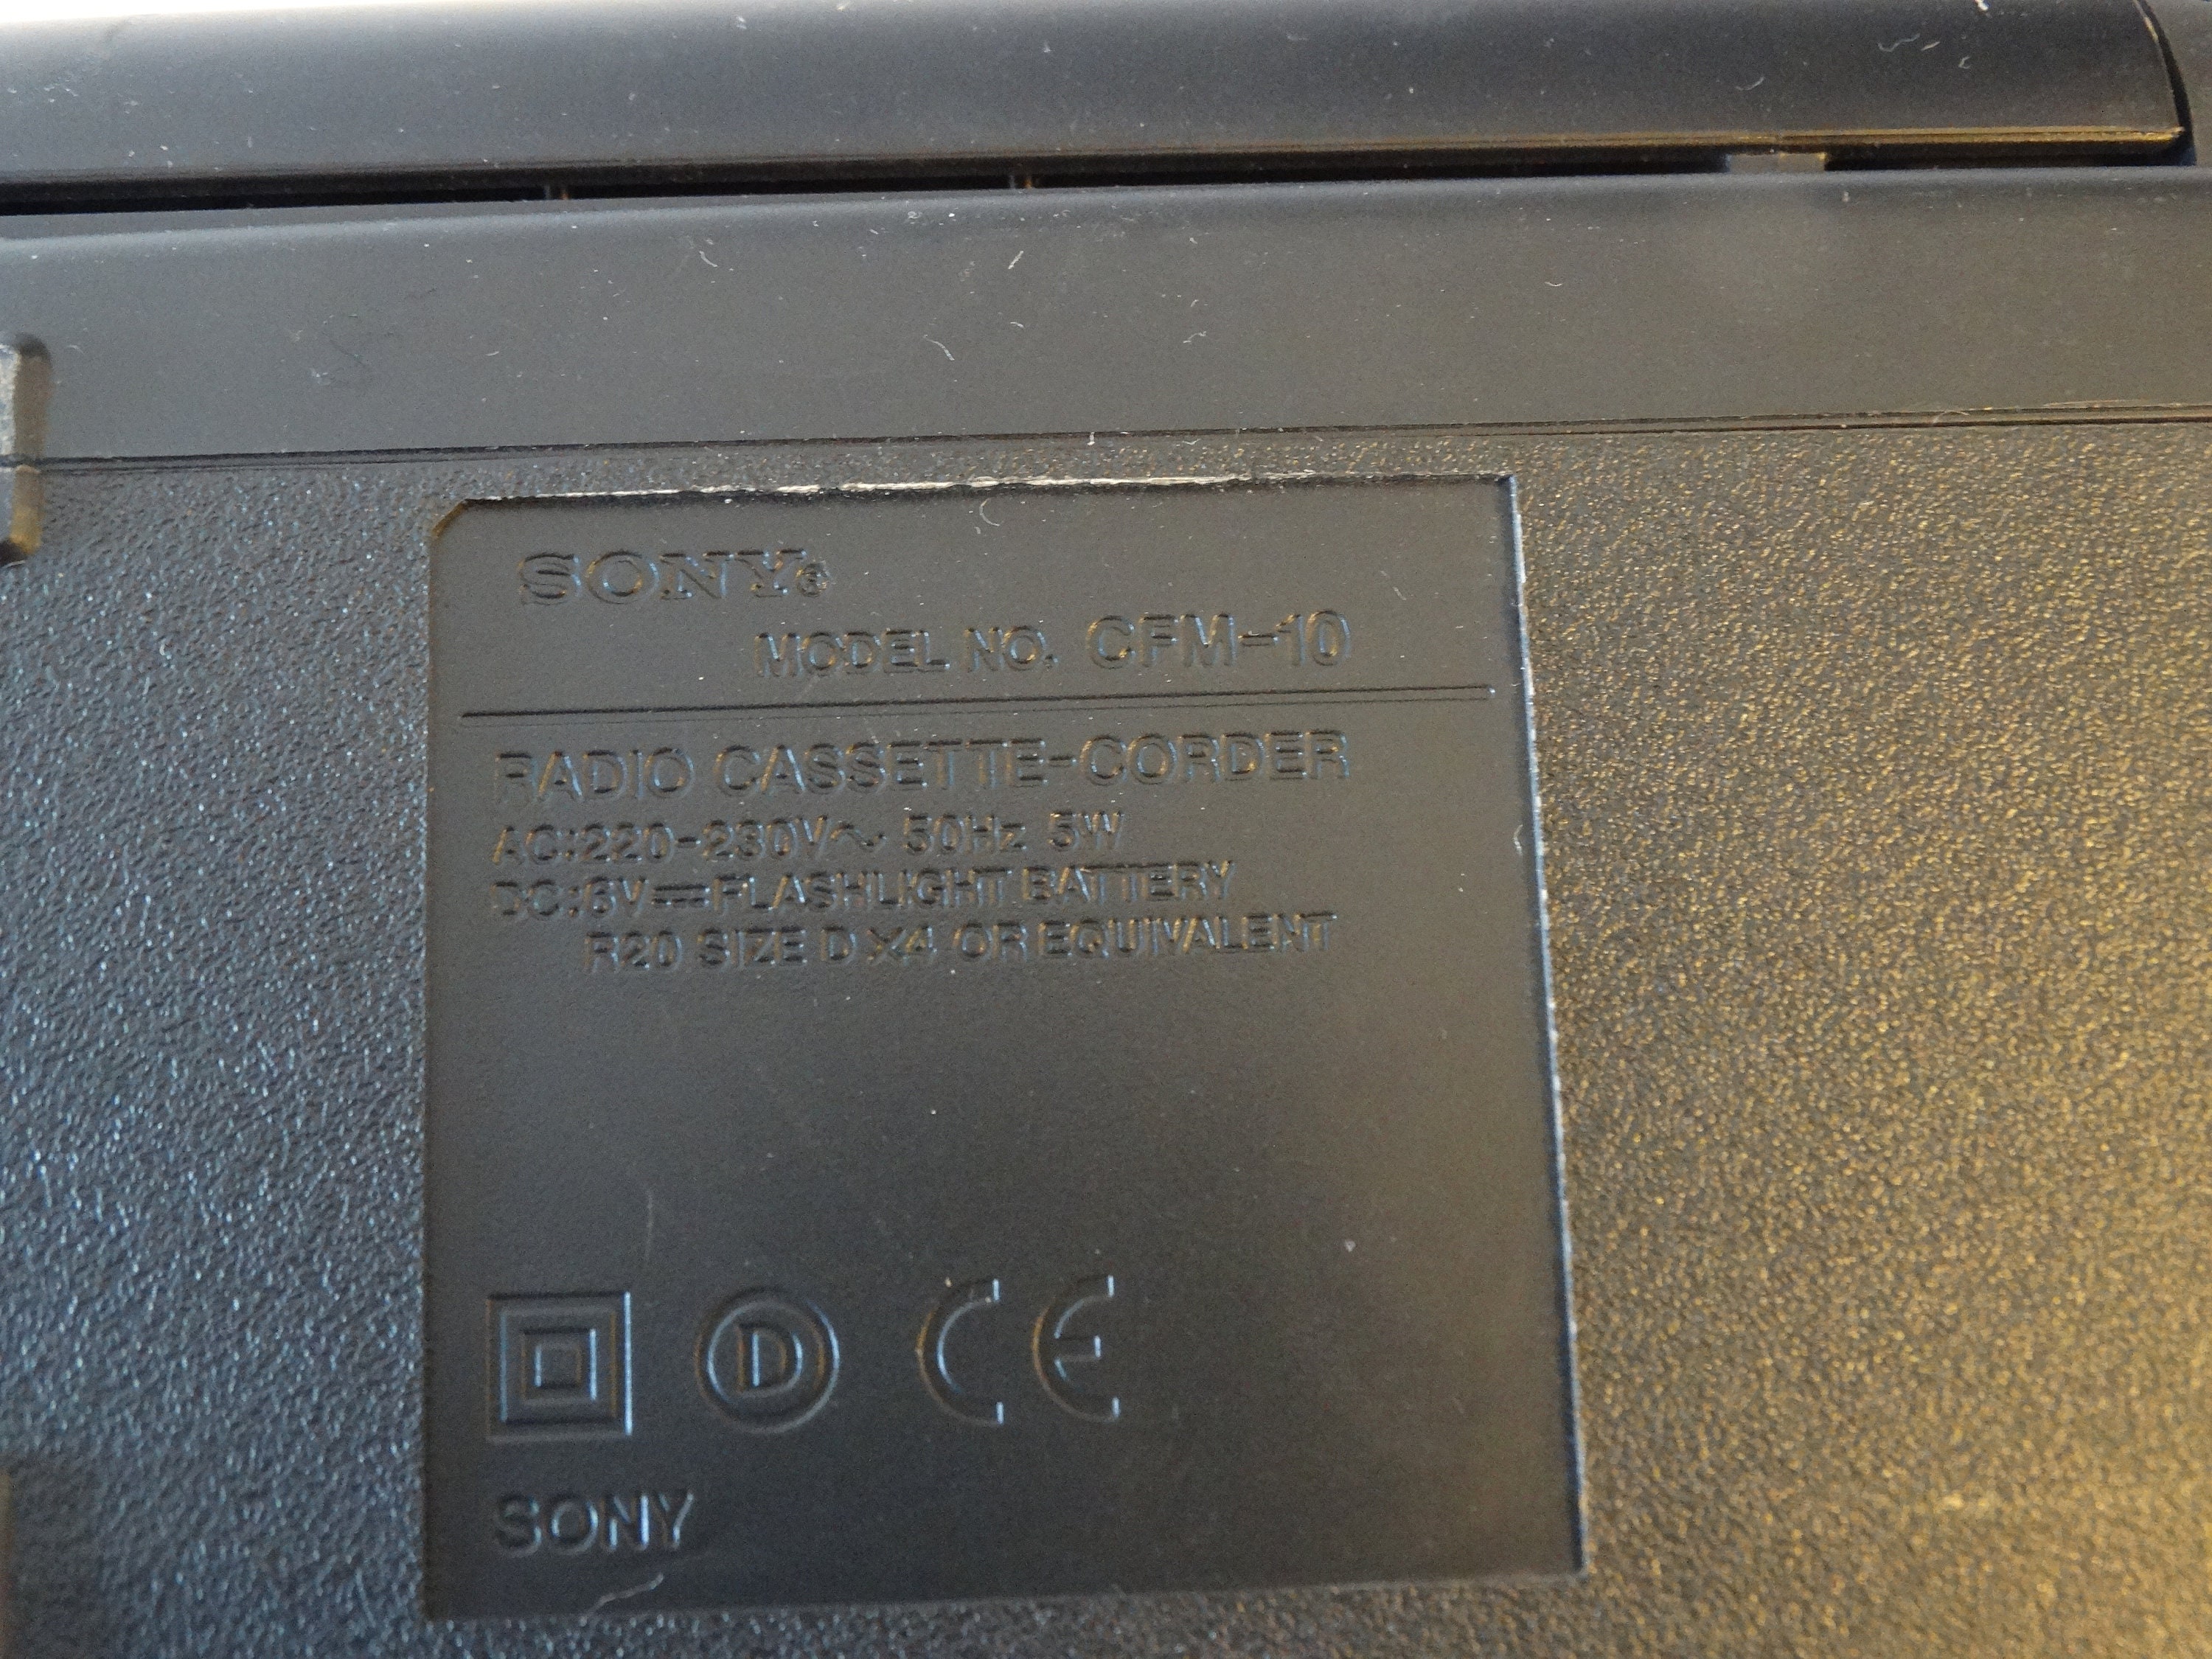 SONY®
MODEL NO. CFM-10
RADIO CASSETTE-CORDER
AC:220-230V~ 50Hz 5W
DC:6V⎓FLASHLIGHT BATTERY
R20 SIZE D×4 OR EQUIVALENT
D CE
SONY